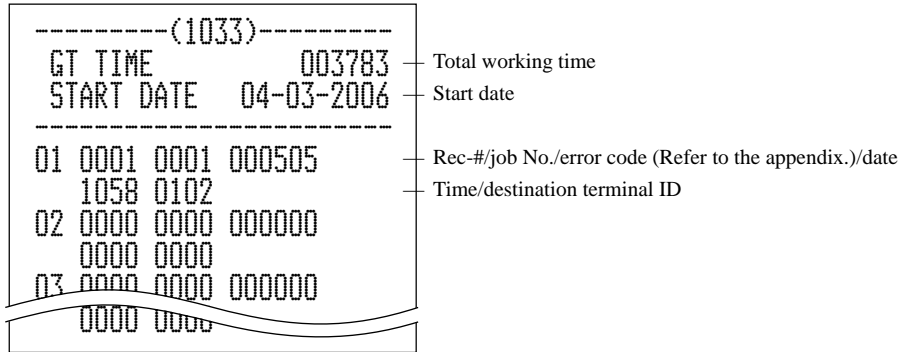 ---------(1033)---------
GT TIME 003783 Total working time
START DATE 04-03-2006 Start date
------------------------
01 0001 0001 000505 Rec-#/job No./error code (Refer to the appendix.)/date
1058 0102 Time/destination terminal ID
02 0000 0000 000000
0000 0000
03 0000 0000 000000
0000 0000